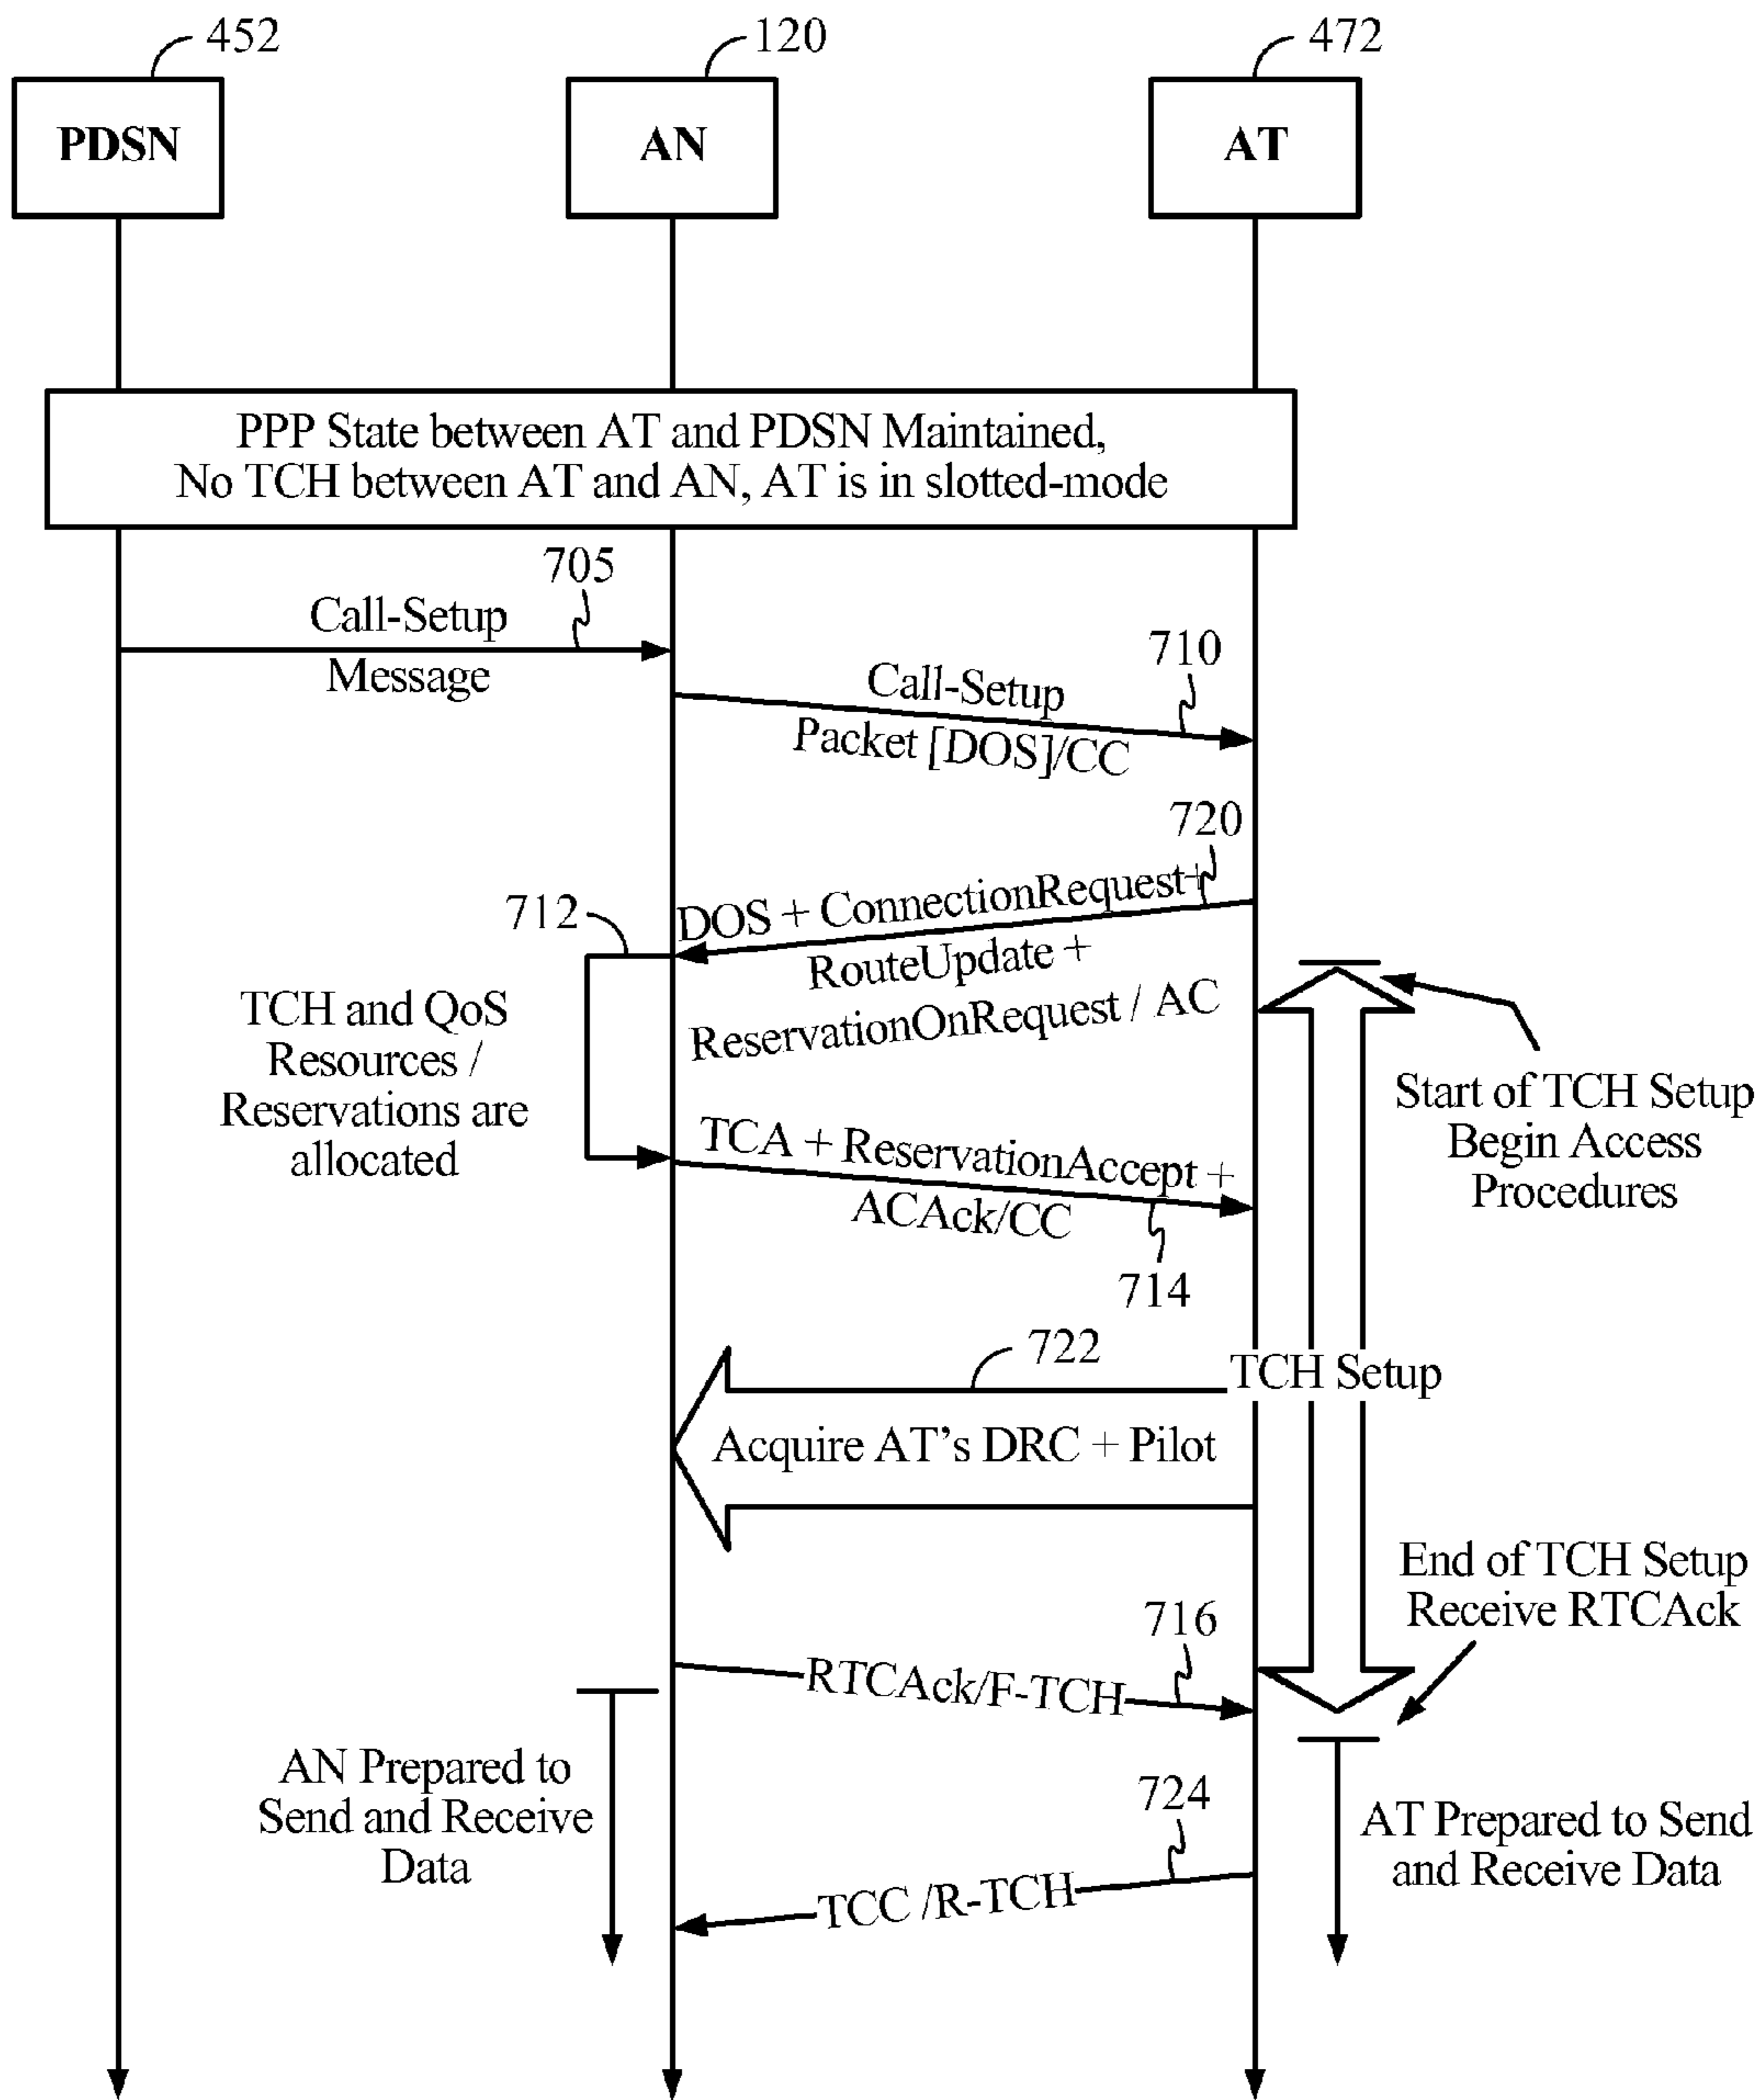 452
120
472
PDSN
AN
AT
PPP State between AT and PDSN Maintained,
No TCH between AT and AN, AT is in slotted-mode
705
Call-Setup
Message
710
Call-Setup
Packet [DOS]/CC
720
DOS + ConnectionRequest+
RouteUpdate +
ReservationOnRequest / AC
712
TCH and QoS
Resources /
Reservations are
allocated
Start of TCH Setup
Begin Access
Procedures
TCA + ReservationAccept +
ACAck/CC
714
722
TCH Setup
Acquire AT's DRC + Pilot
End of TCH Setup
Receive RTCAck
716
RTCAck/F-TCH
AN Prepared to
Send and Receive
Data
724
AT Prepared to Send
and Receive Data
TCC /R-TCH